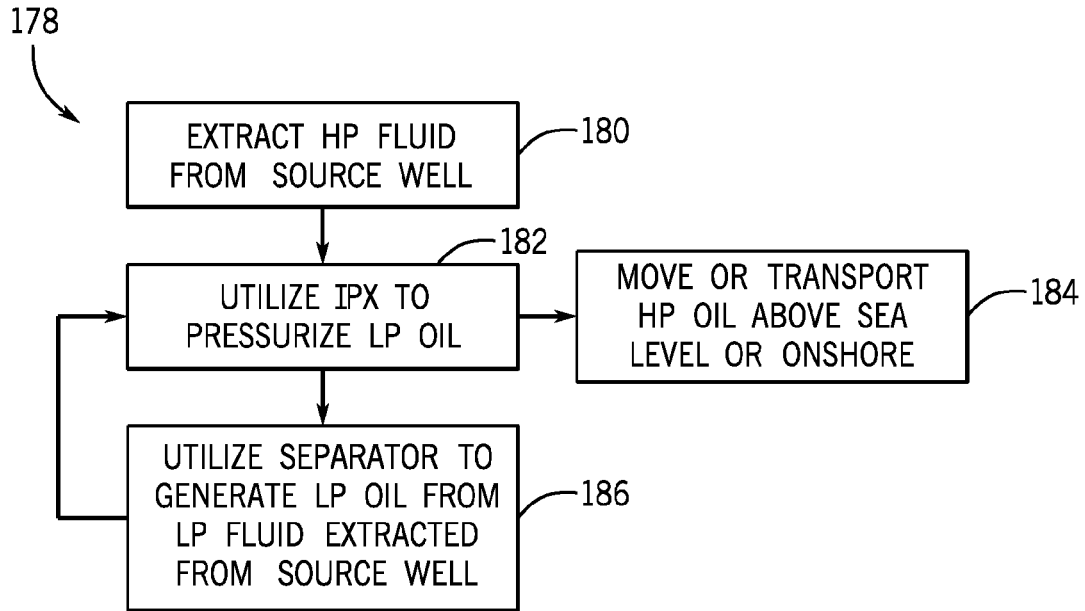 178
EXTRACT HP FLUID
FROM SOURCE WELL
180
182
UTILIZE IPX TO
PRESSURIZE LP OIL
MOVE OR TRANSPORT
HP OIL ABOVE SEA
LEVEL OR ONSHORE
184
UTILIZE SEPARATOR TO
GENERATE LP OIL FROM
LP FLUID EXTRACTED
FROM SOURCE WELL
186